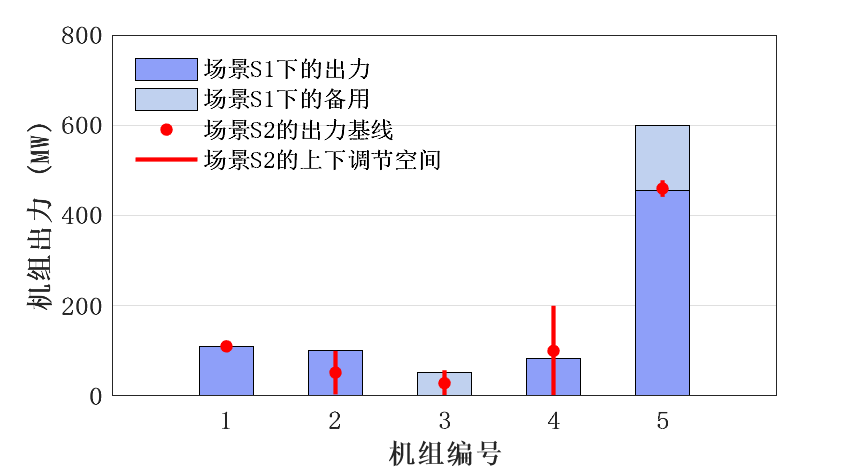 800
600
400
200
0
机组出力 (MW)
场景S1下的出力
场景S1下的备用
场景S2的出力基线
场景S2的上下调节空间
1 2 3 4 5
机组编号